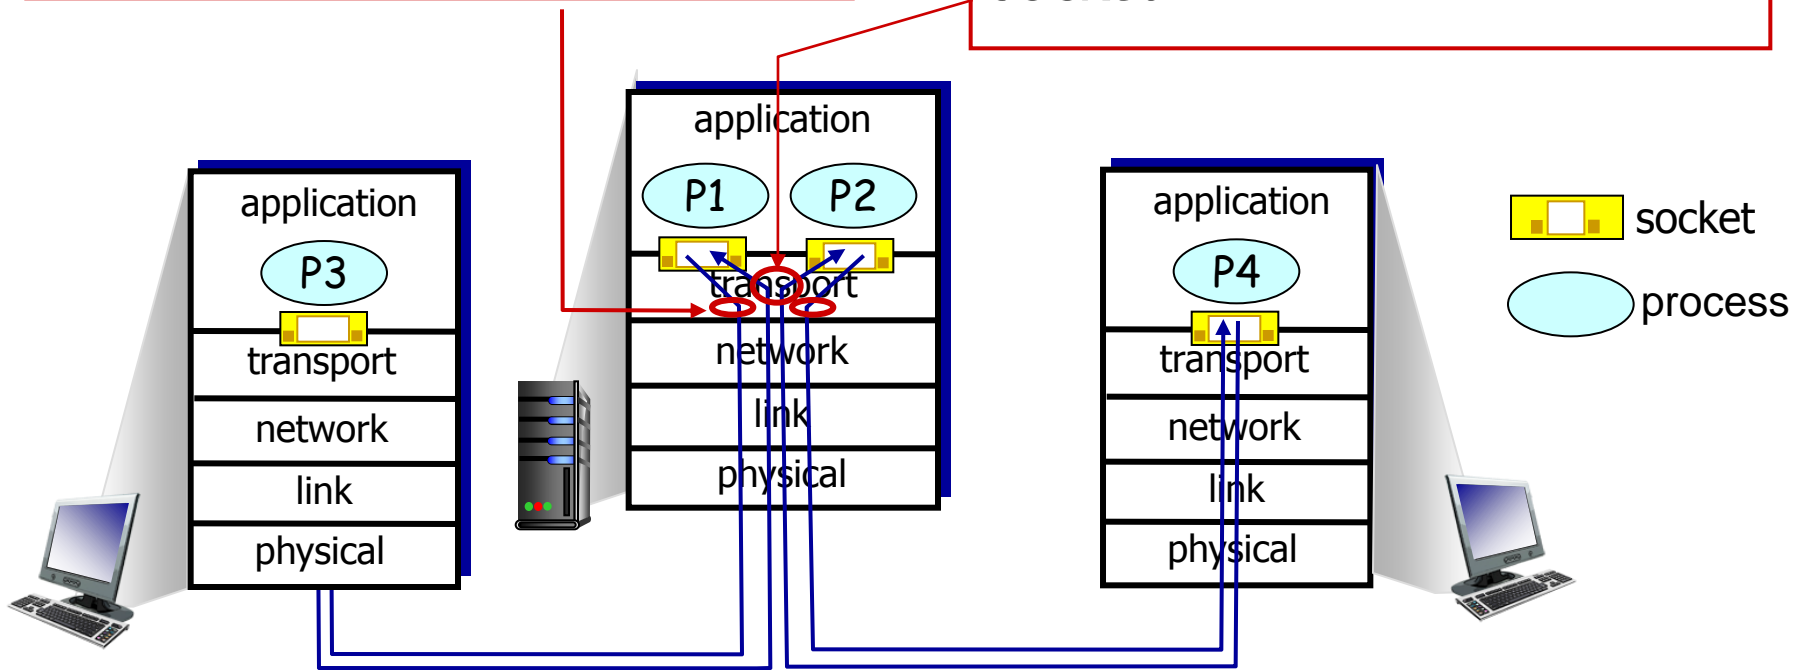 application
P1 P2
transport
network
link
physical
application
P3
transport
network
link
physical
application
P4
transport
network
link
physical
socket
process